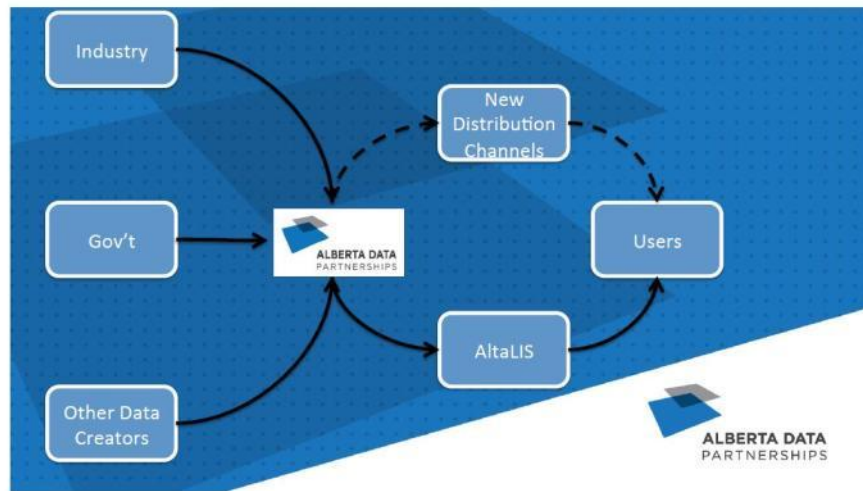 Industry
New
Distribution
Channels
Gov't
ALBERTA DATA
PARTNERSHIPS
Users
AltaLIS
Other Data
Creators
ALBERTA DATA
PARTNERSHIPS